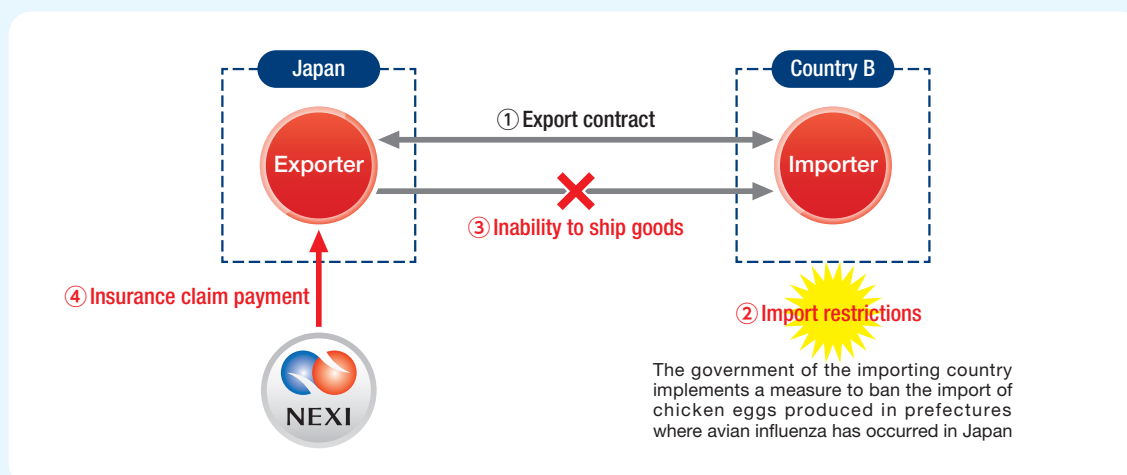 Japan
Country B
① Export contract
Exporter
Importer
③ Inability to ship goods
④ Insurance claim payment
② Import restrictions
NEXI
The government of the importing country
implements a measure to ban the import of
chicken eggs produced in prefectures
where avian influenza has occurred in Japan